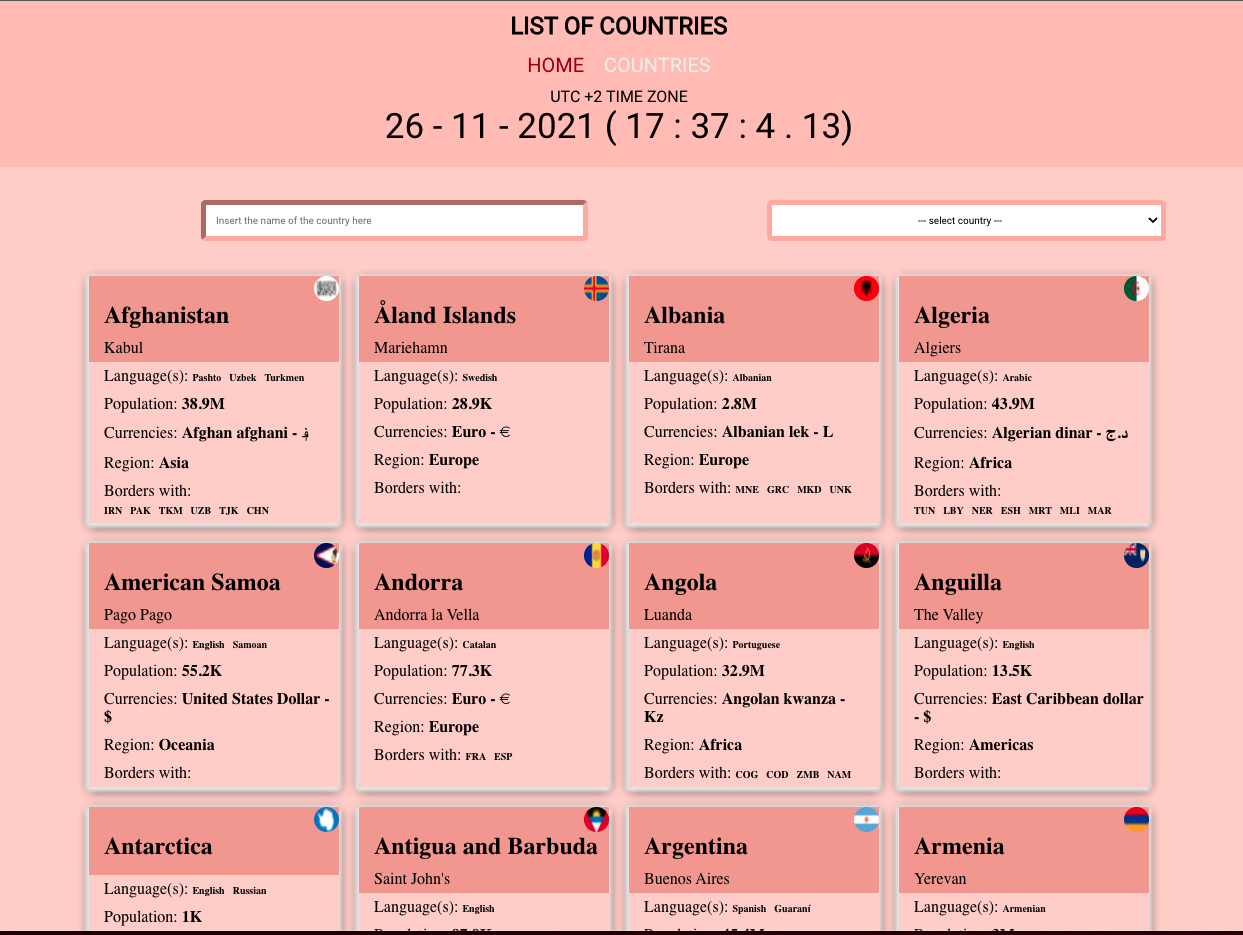 LIST OF COUNTRIES
HOME COUNTRIES
UTC +2 TIME ZONE
26 - 11 - 2021 ( 17 : 37 : 4 . 13)
Insert the name of the country here
--- select country ---
Afghanistan
Kabul
Language(s): Pashto Uzbek Turkmen
Population: 38.9M
Currencies: Afghan afghani - ؋
Region: Asia
Borders with:
IRN PAK TKM UZB TJK CHN
Åland Islands
Mariehamn
Language(s): Swedish
Population: 28.9K
Currencies: Euro - €
Region: Europe
Borders with:
Albania
Tirana
Language(s): Albanian
Population: 2.8M
Currencies: Albanian lek - L
Region: Europe
Borders with: MNE GRC MKD UNK
Algeria
Algiers
Language(s): Arabic
Population: 43.9M
Currencies: Algerian dinar - د.ج
Region: Africa
Borders with:
TUN LBY NER ESH MRT MLI MAR
American Samoa
Pago Pago
Language(s): English Samoan
Population: 55.2K
Currencies: United States Dollar -
$
Region: Oceania
Borders with:
Andorra
Andorra la Vella
Language(s): Catalan
Population: 77.3K
Currencies: Euro - €
Region: Europe
Borders with: FRA ESP
Angola
Luanda
Language(s): Portuguese
Population: 32.9M
Currencies: Angolan kwanza -
Kz
Region: Africa
Borders with: COG COD ZMB NAM
Anguilla
The Valley
Language(s): English
Population: 13.5K
Currencies: East Caribbean dollar
- $
Region: Americas
Borders with:
Antarctica
Language(s): English Russian
Population: 1K
Antigua and Barbuda
Saint John's
Language(s): English
Argentina
Buenos Aires
Language(s): Spanish Guaraní
Armenia
Yerevan
Language(s): Armenian